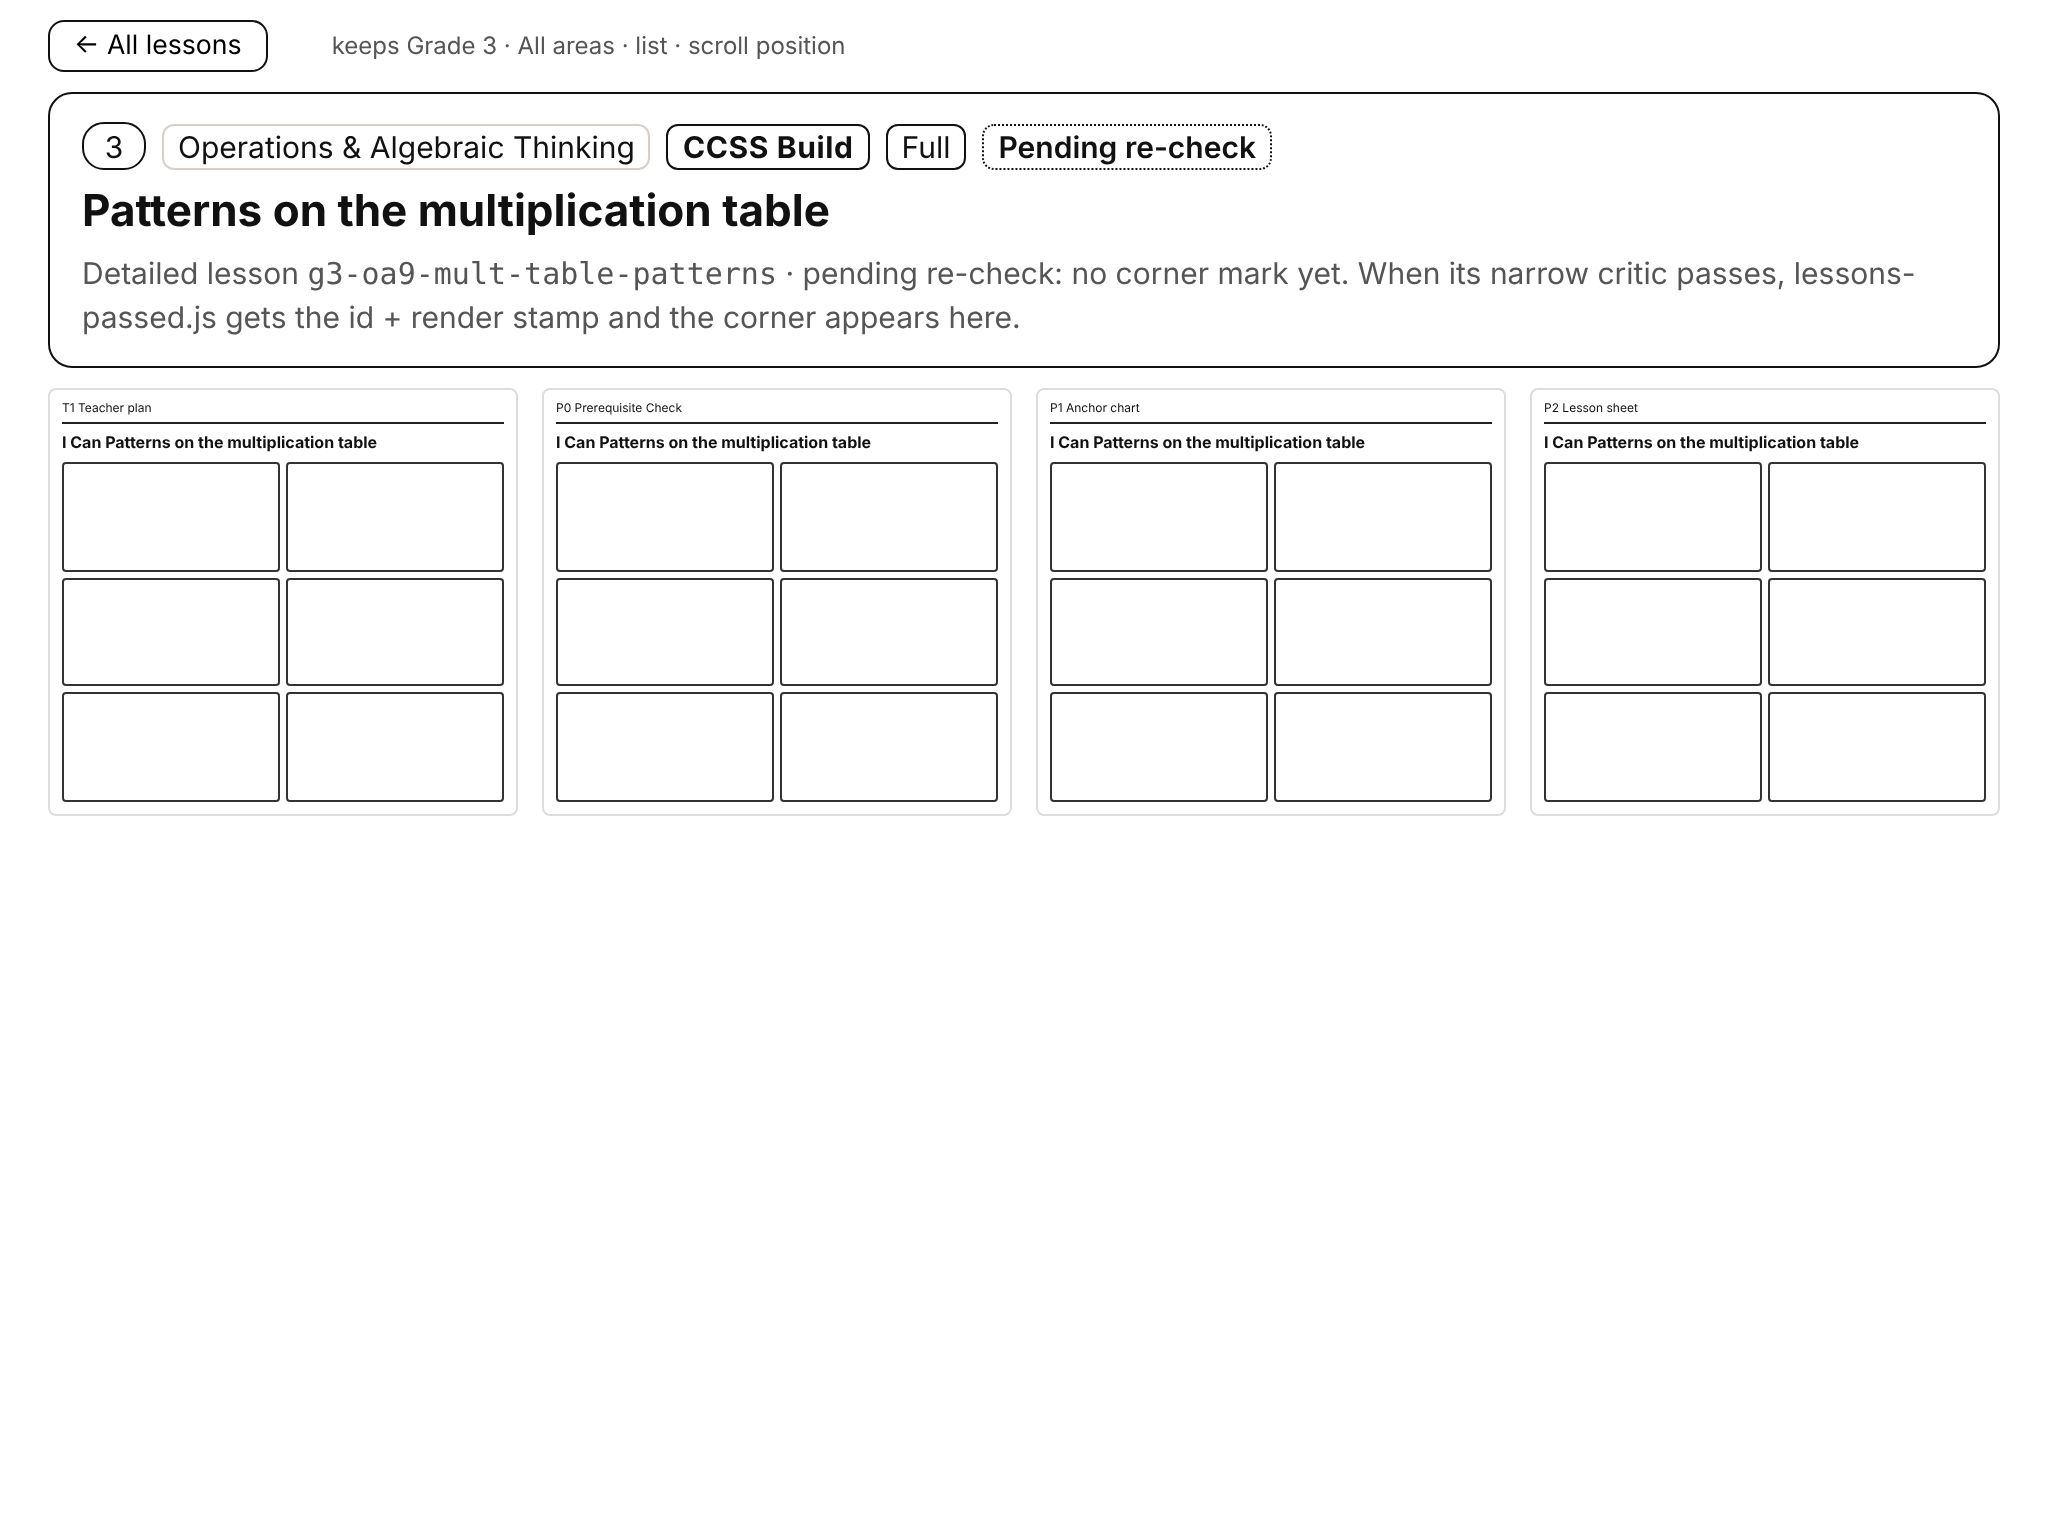 ← All lessons
keeps Grade 3 · All areas · list · scroll position
3 Operations & Algebraic Thinking CCSS Build Full Pending re-check
Patterns on the multiplication table
Detailed lesson g3-oa9-mult-table-patterns · pending re-check: no corner mark yet. When its narrow critic passes, lessons-
passed.js gets the id + render stamp and the corner appears here.
T1 Teacher plan
I Can Patterns on the multiplication table
P0 Prerequisite Check
I Can Patterns on the multiplication table
P1 Anchor chart
I Can Patterns on the multiplication table
P2 Lesson sheet
I Can Patterns on the multiplication table